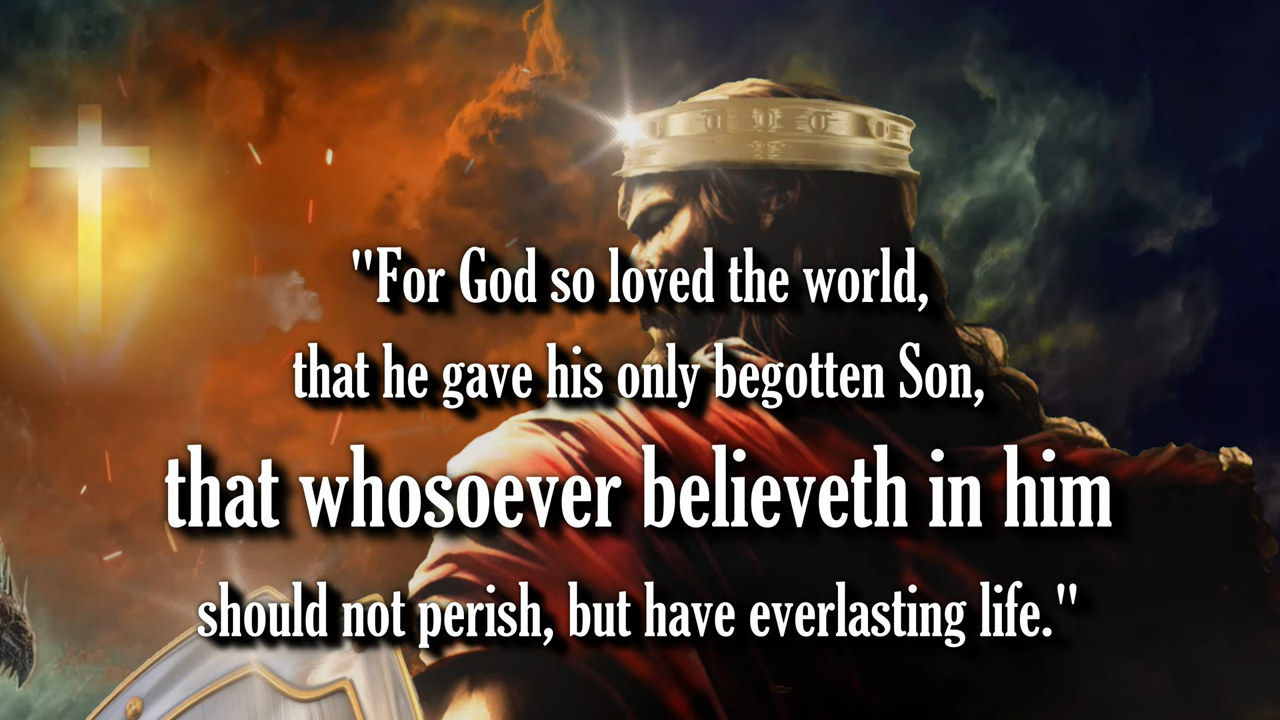 "For God so loved the world,
that he gave his only begotten Son,
that whosoever believeth in him
should not perish, but have everlasting life."